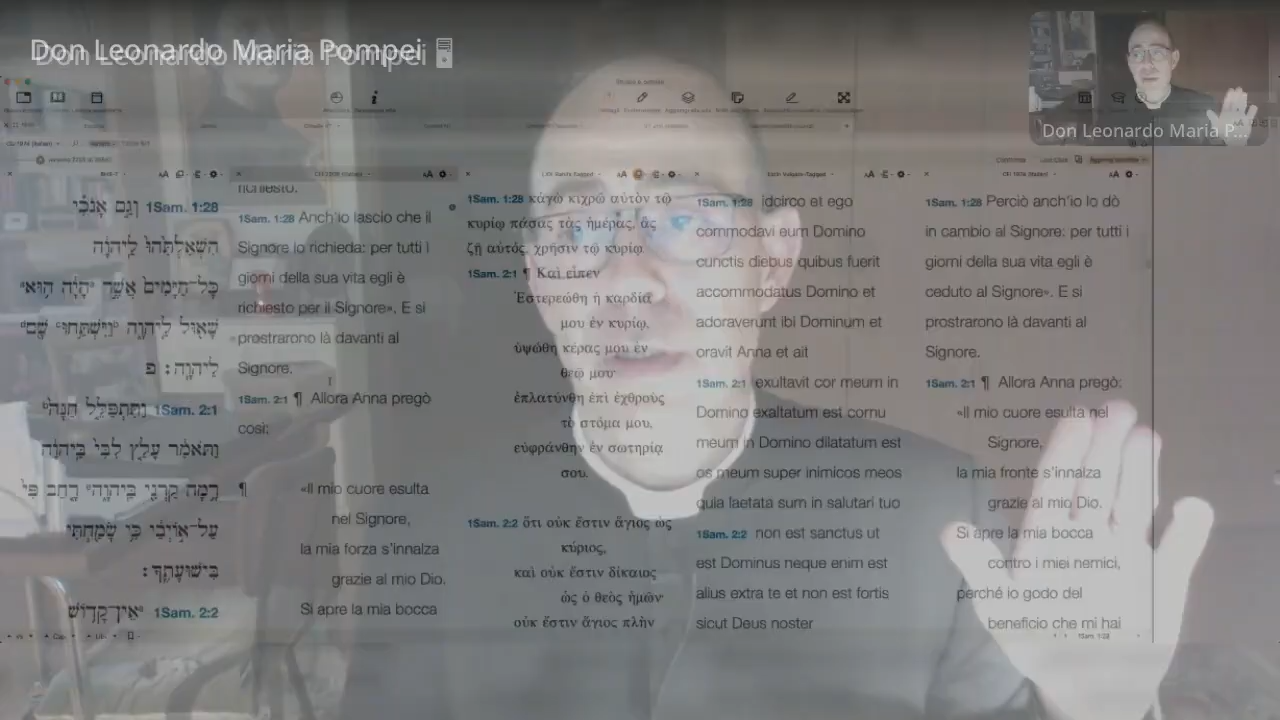 Don Leonardo Maria Pompei
Don Leonardo Maria Pompei
Don Leonardo Maria P...
וְגַ֣ם אָנֹכִ֗י 1Sam. 1:28
הִשְׁאִלְתִּ֙הוּ֙ לַֽיהוָ֔ה
כָּל־הַיָּמִים֙ אֲשֶׁ֣ר הָיָ֔ה ה֥וּא
שָׁא֖וּל לַֽיהוָ֑ה וַיִּשְׁתַּ֥חוּ שָׁ֖ם
לַיהוָֽה׃ פ
וַתִּתְפַּלֵּ֤ל חַנָּה֙ 1Sam. 2:1
וַתֹּאמַ֔ר עָלַ֤ץ לִבִּי֙ בַּֽיהוָ֔ה
רָ֥מָה קַרְנִ֖י בַּֽיהוָ֑ה רָ֤חַב פִּי֙
עַל־א֣וֹיְבַ֔י כִּ֥י שָׂמַ֖חְתִּי
בִּישׁוּעָתֶֽךָ׃
אֵין־קָד֥וֹשׁ 1Sam. 2:2
richiesto.
1Sam. 1:28 Anch’io lascio che il
Signore lo richieda: per tutti i
giorni della sua vita egli è
richiesto per il Signore». E si
prostrarono là davanti al
Signore.
1Sam. 2:1 ¶ Allora Anna pregò
così:
¶ «Il mio cuore esulta
nel Signore,
la mia forza s’innalza
grazie al mio Dio.
Si apre la mia bocca
1Sam. 1:28 κἀγὼ κιχρῶ αὐτὸν τῷ
κυρίῳ πάσας τὰς ἡμέρας, ἃς
ζῇ αὐτός, χρῆσιν τῷ κυρίῳ.
1Sam. 2:1 ¶ Καὶ εἶπεν
Ἐστερεώθη ἡ καρδία
μου ἐν κυρίῳ,
ὑψώθη κέρας μου ἐν
θεῷ μου·
ἐπλατύνθη ἐπὶ ἐχθροὺς
τὸ στόμα μου,
εὐφράνθην ἐν σωτηρίᾳ
σου.
1Sam. 2:2 ὅτι οὐκ ἔστιν ἅγιος ὡς
κύριος,
καὶ οὐκ ἔστιν δίκαιος
ὡς ὁ θεὸς ἡμῶν·
οὐκ ἔστιν ἅγιος πλὴν
1Sam. 1:28 idcirco et ego
commodavi eum Domino
cunctis diebus quibus fuerit
accommodatus Domino et
adoraverunt ibi Dominum et
oravit Anna et ait
1Sam. 2:1 exultavit cor meum in
Domino exaltatum est cornu
meum in Domino dilatatum est
os meum super inimicos meos
quia laetata sum in salutari tuo
1Sam. 2:2 non est sanctus ut
est Dominus neque enim est
alius extra te et non est fortis
sicut Deus noster
1Sam. 1:28 Perciò anch’io lo dò
in cambio al Signore: per tutti i
giorni della sua vita egli è
ceduto al Signore». E si
prostrarono là davanti al
Signore.
1Sam. 2:1 ¶ Allora Anna pregò:
«Il mio cuore esulta nel
Signore,
la mia fronte s’innalza
grazie al mio Dio.
Si apre la mia bocca
contro i miei nemici,
perché io godo del
beneficio che mi hai
1Sam. 1:28